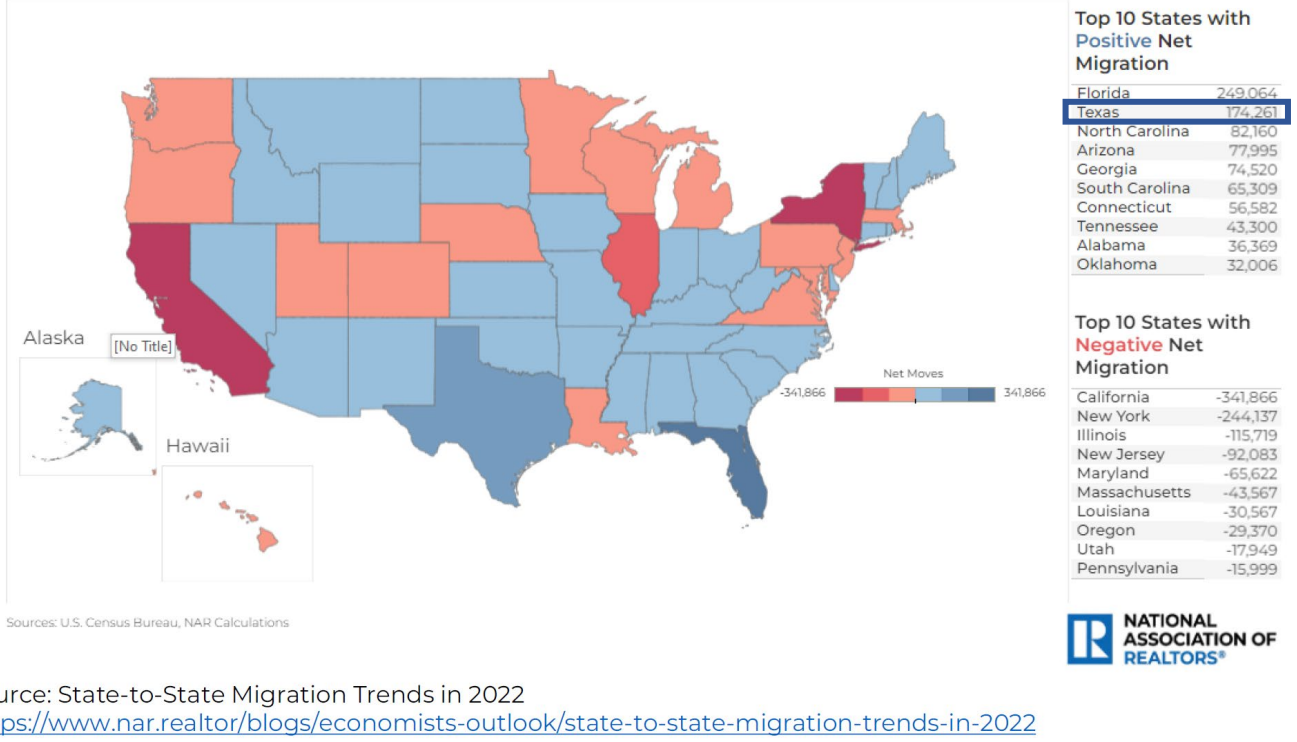 Top 10 States with
Positive Net
Migration
Florida 249,064
Texas 174,261
North Carolina 82,160
Arizona 77,995
Georgia 74,520
South Carolina 65,309
Connecticut 56,582
Tennessee 43,300
Alabama 36,369
Oklahoma 32,006
Top 10 States with
Negative Net
Migration
California -341,866
New York -244,137
Illinois -115,719
New Jersey -92,083
Maryland -65,622
Massachusetts -43,567
Louisiana -30,567
Oregon -29,370
Utah -17,949
Pennsylvania -15,999
Alaska
[No Title]
Hawaii
Net Moves
-341,866 341,866
Sources: U.S. Census Bureau, NAR Calculations
NATIONAL
ASSOCIATION OF
REALTORS®
urce: State-to-State Migration Trends in 2022
ps://www.nar.realtor/blogs/economists-outlook/state-to-state-migration-trends-in-2022